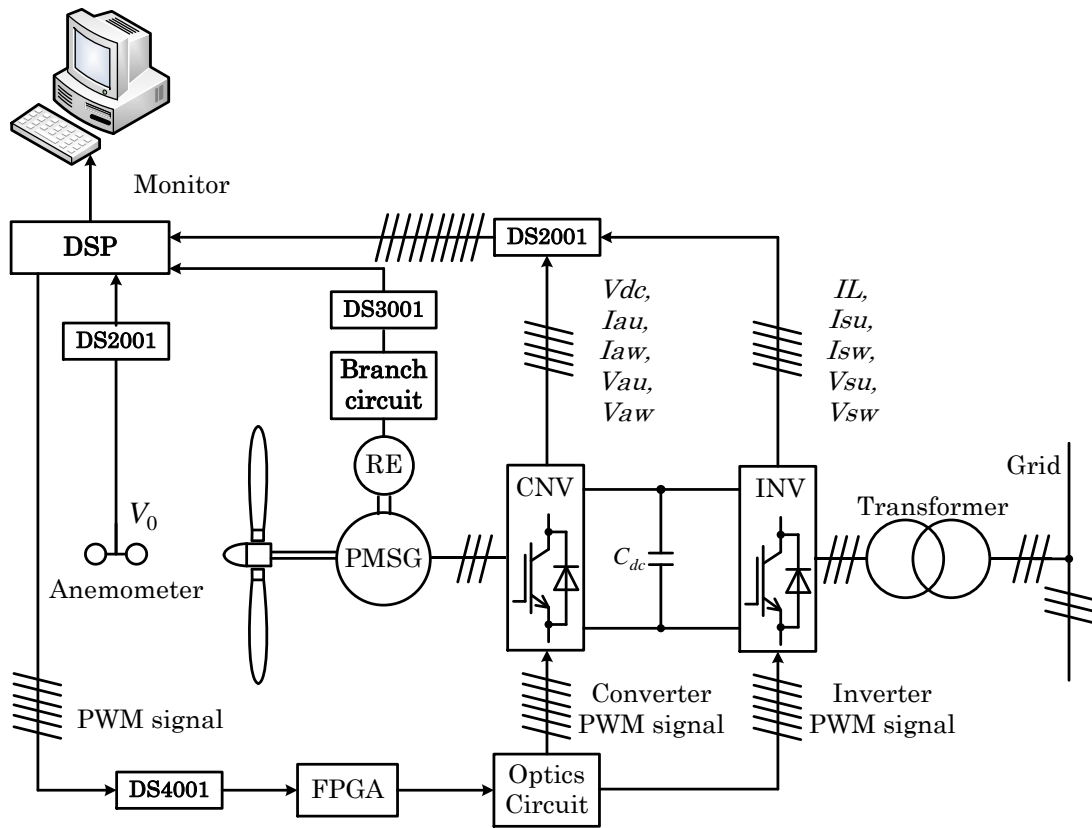 Monitor
DSP
DS2001
DS2001
DS3001
Branch
circuit
RE
PMSG
V0
Anemometer
Vdc,
Iau,
Iaw,
Vau,
Vaw
IL,
Isu,
Isw,
Vsu,
Vsw
CNV
Cdc
INV
Transformer
Grid
PWM signal
Converter
PWM signal
Inverter
PWM signal
DS4001
FPGA
Optics
Circuit